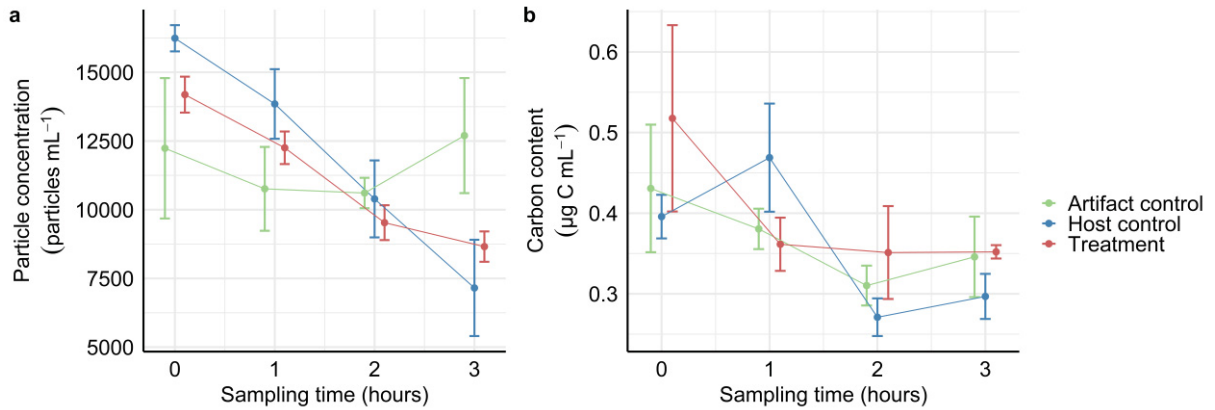 a
Particle concentration
(particles mL⁻¹)
15000
12500
10000
7500
5000
0 1 2 3
Sampling time (hours)
b
Carbon content
(µg C mL⁻¹)
0.6
0.5
0.4
0.3
0 1 2 3
Sampling time (hours)
Artifact control
Host control
Treatment